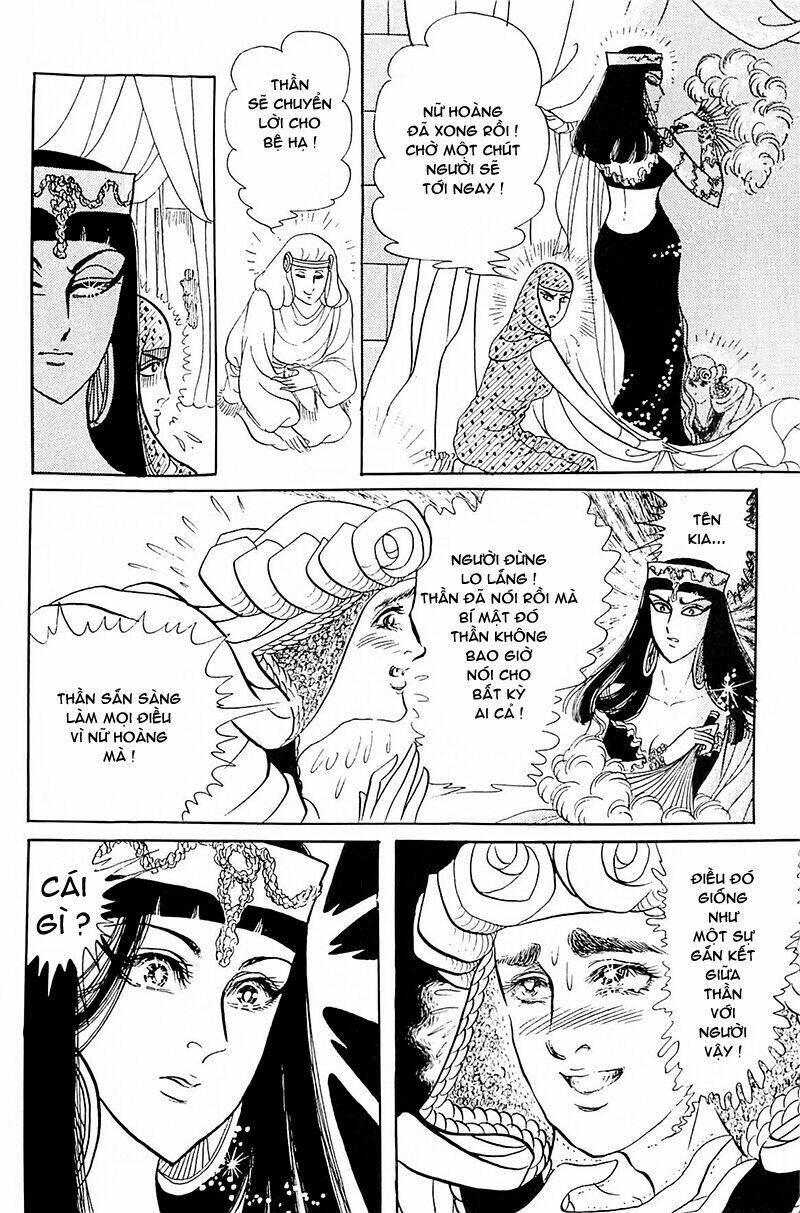 NỮ HOÀNG
ĐÃ XONG RỒI !
CHỜ MỘT CHÚT
NGƯỜI SẼ
TỚI NGAY !
THẦN
SẼ CHUYỂN
LỜI CHO
BỆ HẠ !
TÊN
KIA...
NGƯỜI ĐỪNG
LO LẮNG !
THẦN ĐÃ NÓI RỒI MÀ
BÍ MẬT ĐÓ
THẦN KHÔNG
BAO GIỜ
NÓI CHO
BẤT KỲ
AI CẢ !
THẦN SẴN SÀNG
LÀM MỌI ĐIỀU
VÌ NỮ HOÀNG
MÀ !
ĐIỀU ĐÓ
GIỐNG
NHƯ
MỘT SỰ
GẮN KẾT
GIỮA
THẦN
VỚI
NGƯỜI
VẬY !
CÁI
GÌ ?